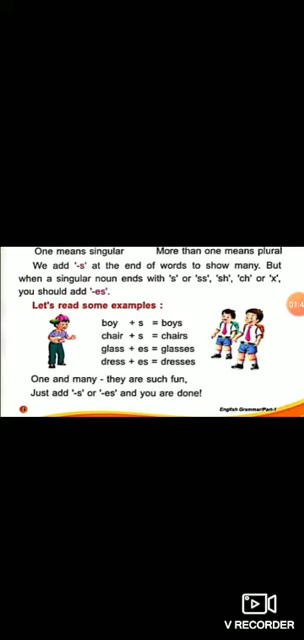 One means singular More than one means plural
We add '-s' at the end of words to show many. But
when a singular noun ends with 's' or 'ss', 'sh', 'ch' or 'x',
you should add '-es'.
Let's read some examples :
boy + s = boys
chair + s = chairs
glass + es = glasses
dress + es = dresses
One and many - they are such fun,
Just add '-s' or '-es' and you are done!
English Grammar/Part-1
01:4
V RECORDER